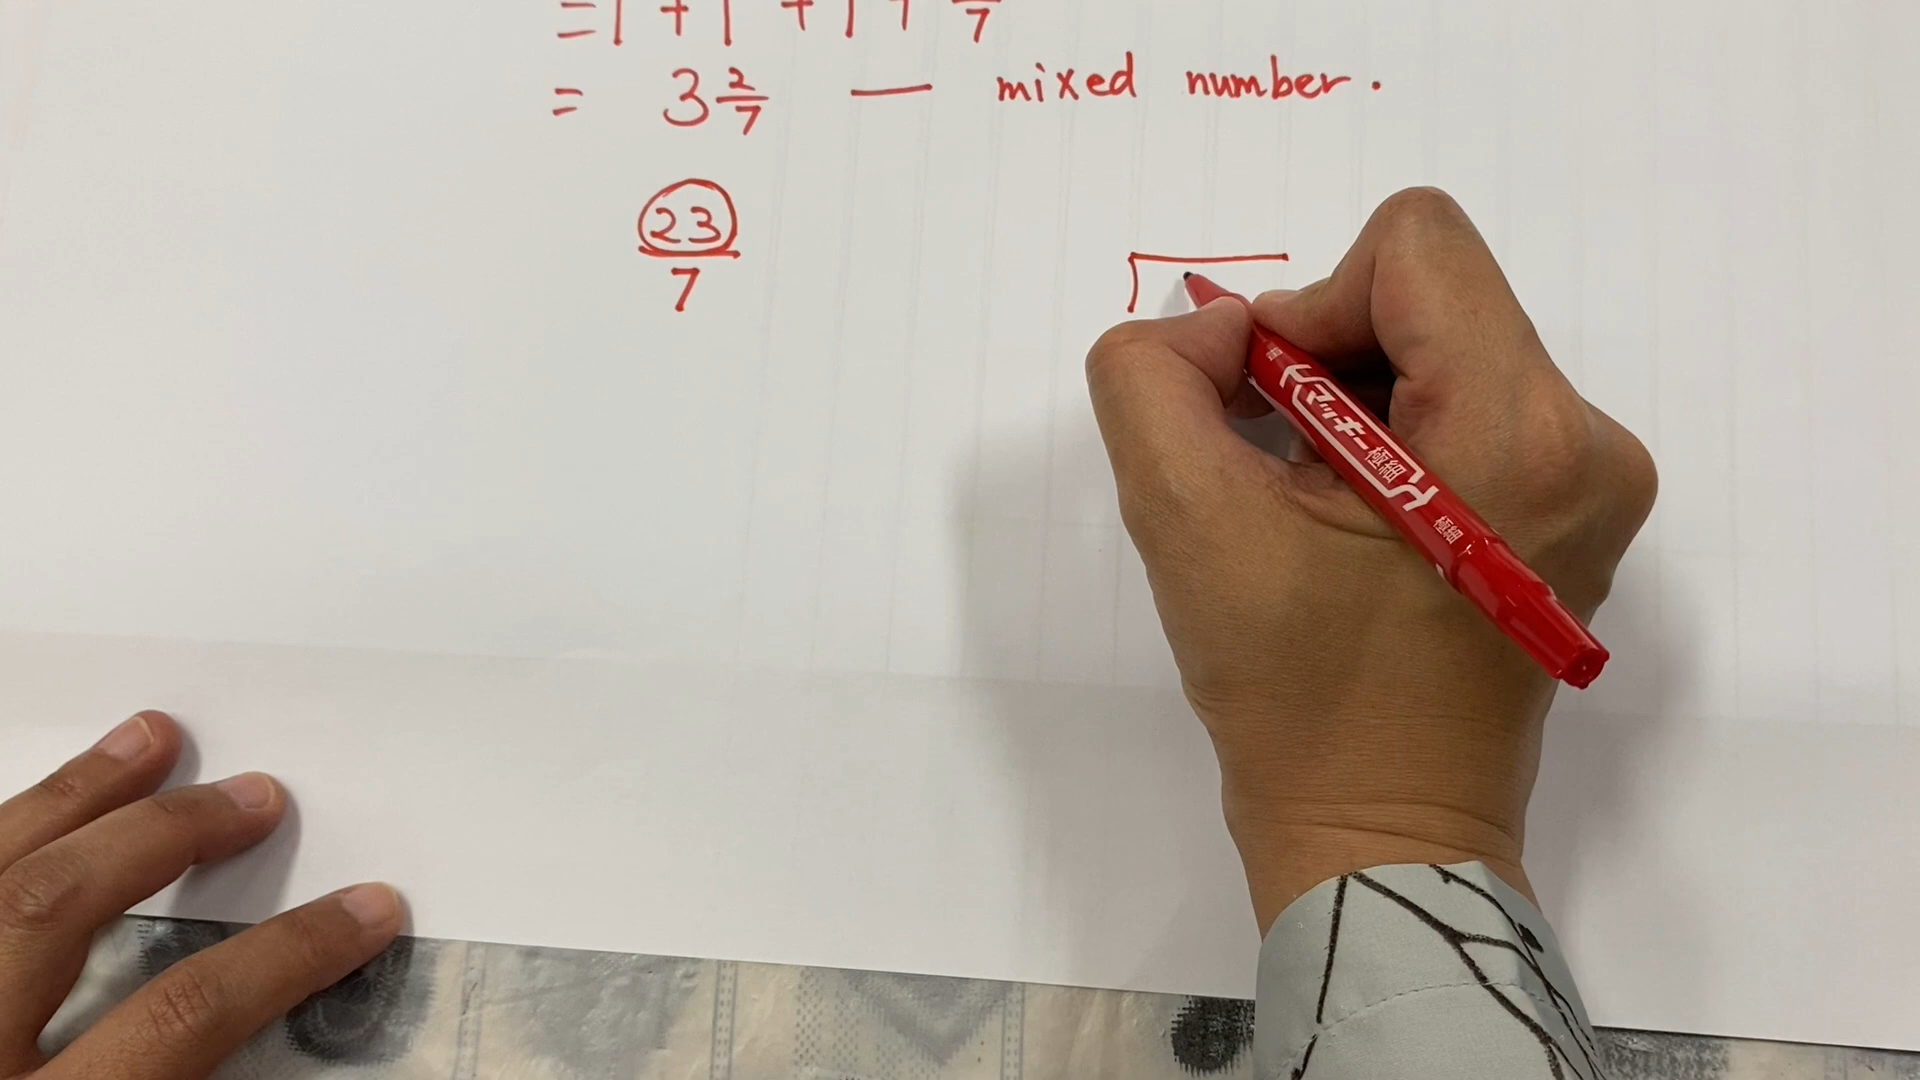 = 1 + 1 + 1 + /7
= 3 2/7 — mixed number.
23/7
マッキー極細
極細